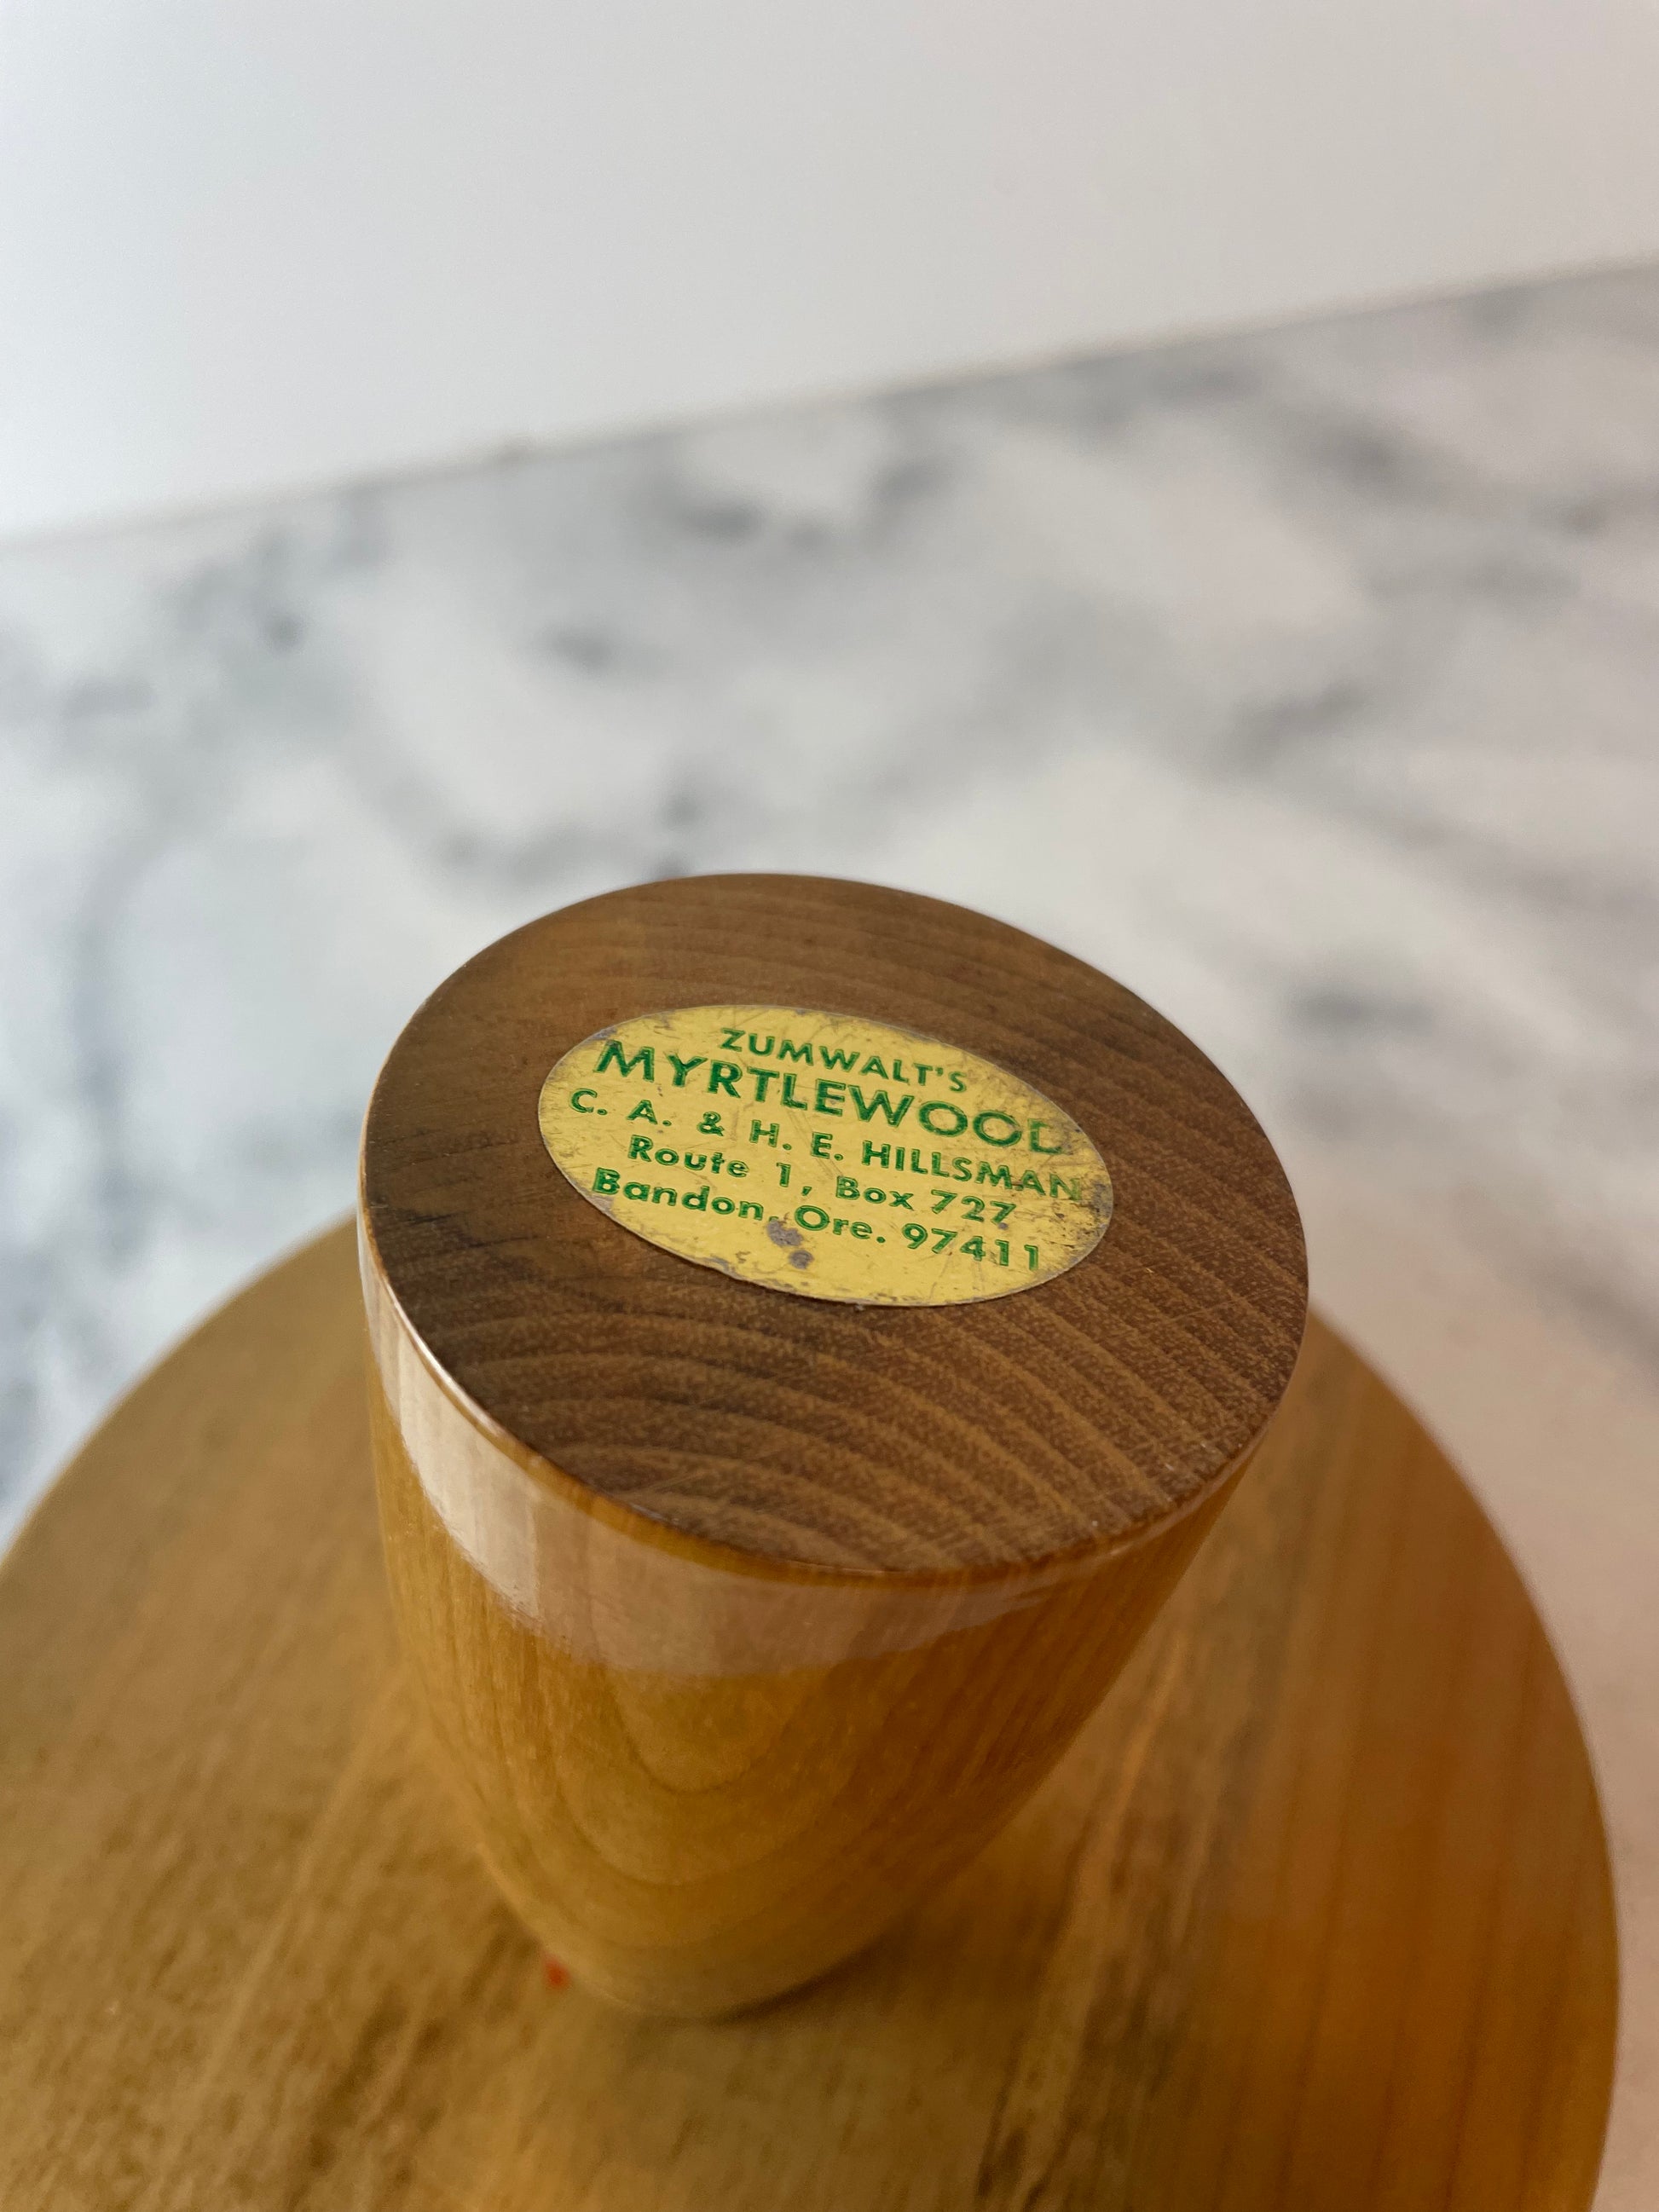 ZUMWALT'S
MYRTLEWOOD
C. A. & H. E. HILLSMAN
Route 1, Box 727
Bandon, Ore. 97411